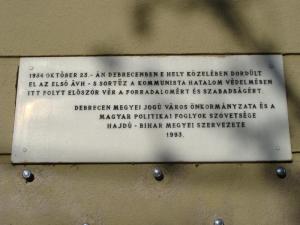 1956 OKTÓBER 23.-ÁN DEBRECENBEN E HELY KÖZELÉBEN DÖRDÜLT
EL AZ ELSŐ ÁVH-S SORTŰZ A KOMMUNISTA HATALOM VÉDELMÉBEN
ITT FOLYT ELŐSZÖR VÉR A FORRADALOMÉRT ÉS SZABADSÁGÉRT.
DEBRECEN MEGYEI JOGÚ VÁROS ÖNKORMÁNYZATA ÉS A
MAGYAR POLITIKAI FOGLYOK SZÖVETSÉGE
HAJDÚ-BIHAR MEGYEI SZERVEZETE
1993.